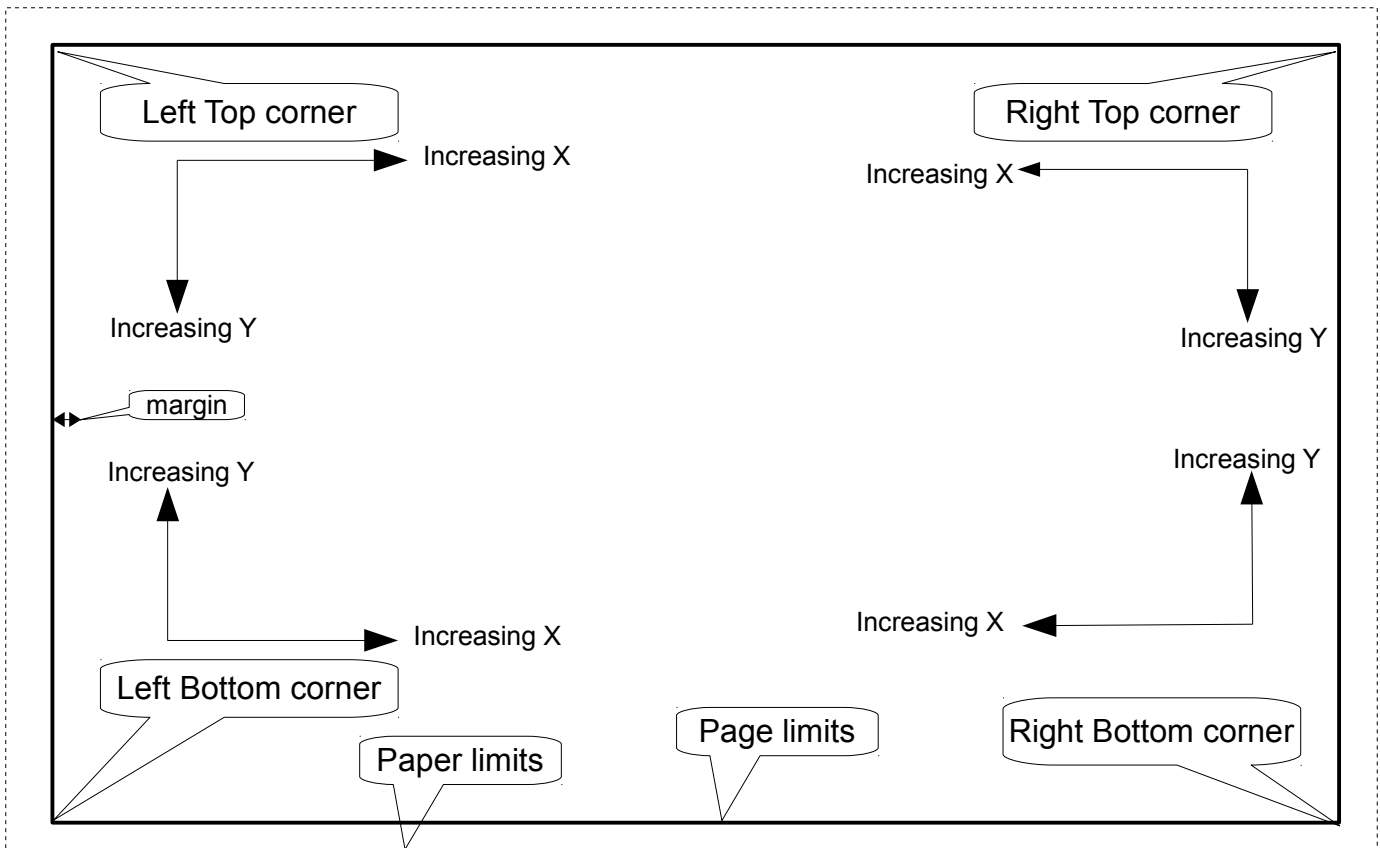 Left Top corner
Right Top corner
Increasing X
Increasing X
Increasing Y
Increasing Y
margin
Increasing Y
Increasing Y
Increasing X
Increasing X
Left Bottom corner
Page limits
Right Bottom corner
Paper limits